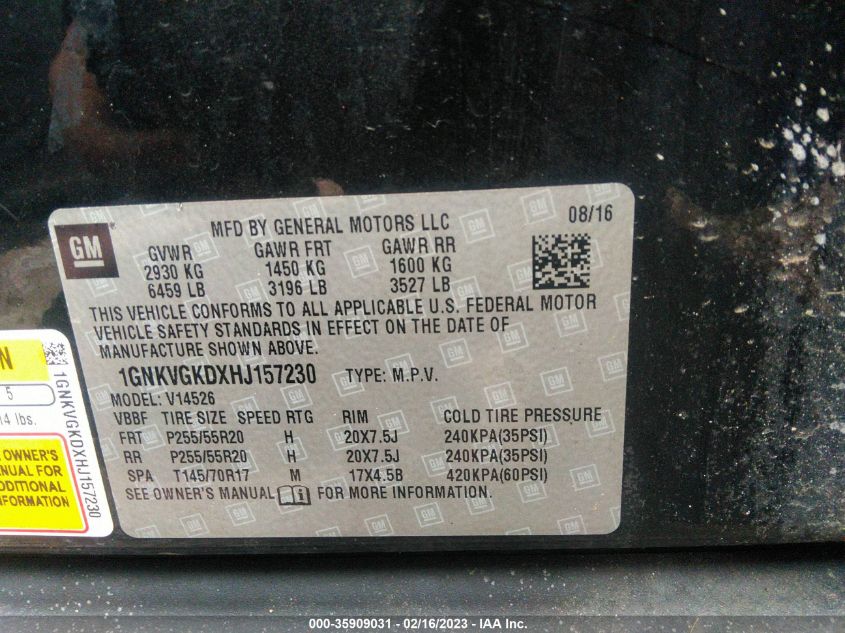 GM
MFD BY GENERAL MOTORS LLC 08/16
GVWR GAWR FRT GAWR RR
2930 KG 1450 KG 1600 KG
6459 LB 3196 LB 3527 LB
THIS VEHICLE CONFORMS TO ALL APPLICABLE U.S. FEDERAL MOTOR
VEHICLE SAFETY STANDARDS IN EFFECT ON THE DATE OF
MANUFACTURE SHOWN ABOVE.
1GNKVGKDXHJ157230 TYPE: M.P.V.
MODEL: V14526
VBBF TIRE SIZE SPEED RTG RIM COLD TIRE PRESSURE
FRT P255/55R20 H 20X7.5J 240KPA(35PSI)
RR P255/55R20 H 20X7.5J 240KPA(35PSI)
SPA T145/70R17 M 17X4.5B 420KPA(60PSI)
SEE OWNER'S MANUAL FOR MORE INFORMATION.
N
5
14 lbs.
OWNER'S
ANUAL FOR
DDITIONAL
FORMATION
1GNKVGKDXHJ157230
000-35909031 - 02/16/2023 - IAA Inc.